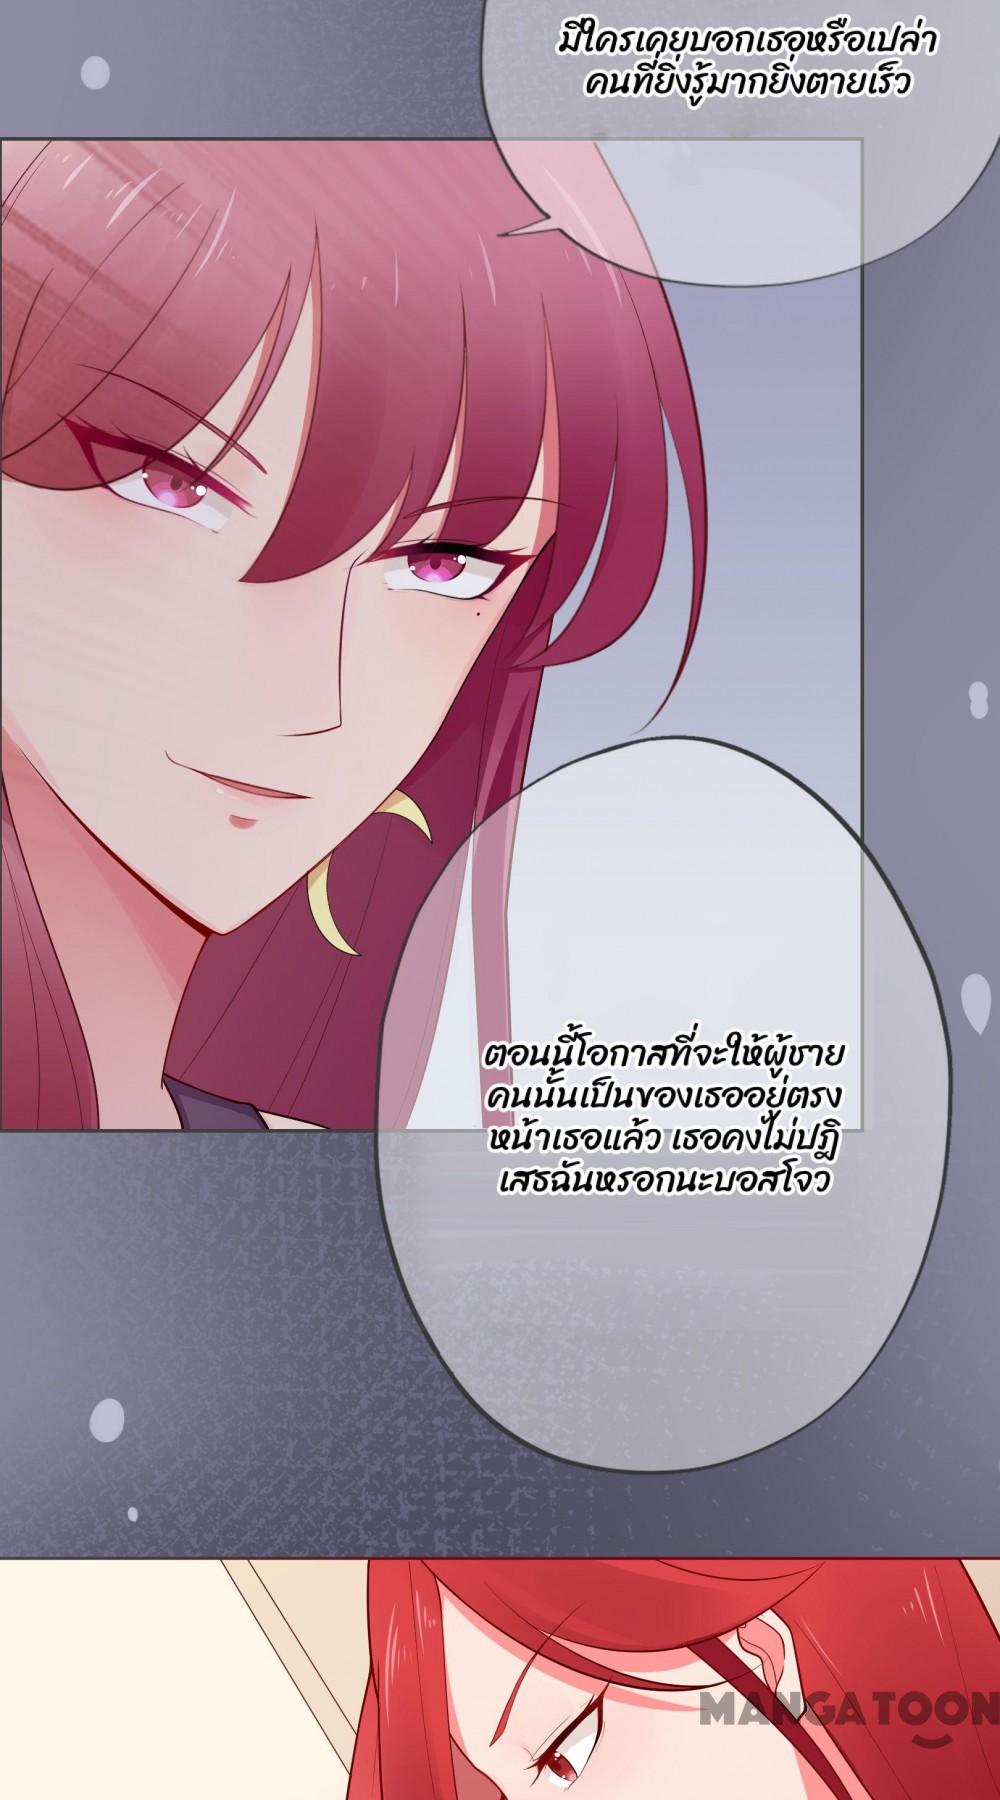 มีใครเคยบอกเธอหรือเปล่า
คนที่ยิ่งรู้มากยิ่งตายเร็ว
ตอนนี้โอกาสที่จะให้ผู้ชาย
คนนั้นเป็นของเธออยู่ตรง
หน้าเธอแล้ว เธอคงไม่ปฎิ
เสธฉันหรอกนะบอสโจว
MANGATOON